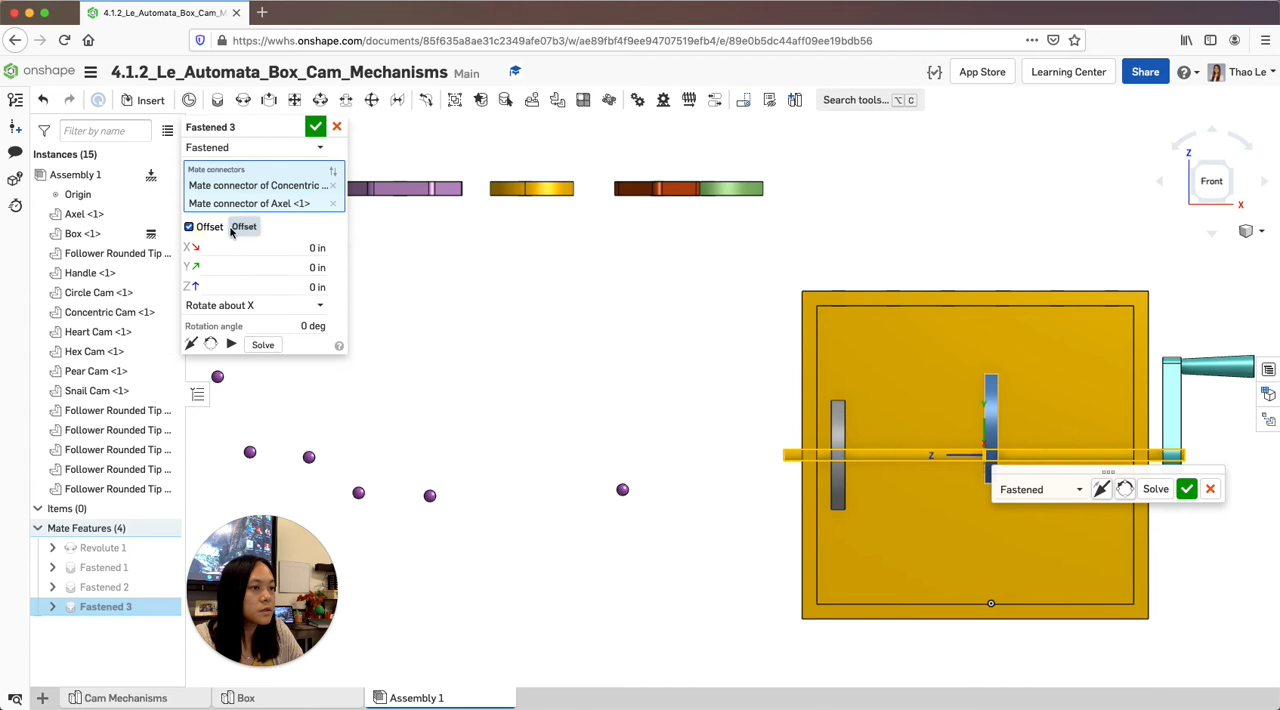 4.1.2_Le_Automata_Box_Cam_M
https://wwhs.onshape.com/documents/85f635a8ae31c2349afe07b3/w/ae89fbf4f9ee94707519efb4/e/89e0b5dc44aff09ee19bdb56
onshape
4.1.2_Le_Automata_Box_Cam_Mechanisms Main
App Store
Learning Center
Share
Thao Le
Insert
Search tools... ⌥ C
Filter by name
Instances (15)
Assembly 1
Origin
Axel <1>
Box <1>
Follower Rounded Tip ...
Handle <1>
Circle Cam <1>
Concentric Cam <1>
Heart Cam <1>
Hex Cam <1>
Pear Cam <1>
Snail Cam <1>
Follower Rounded Tip ...
Follower Rounded Tip ...
Follower Rounded Tip ...
Follower Rounded Tip ...
Follower Rounded Tip ...
Items (0)
Mate Features (4)
Revolute 1
Fastened 1
Fastened 2
Fastened 3
Fastened 3
Fastened
Mate connectors
Mate connector of Concentric ...
Mate connector of Axel <1>
Offset Offset
X 0 in
Y 0 in
Z 0 in
Rotate about X
Rotation angle 0 deg
Solve
Z
Front
X
Y
X
Z
Fastened Solve
Cam Mechanisms
Box
Assembly 1